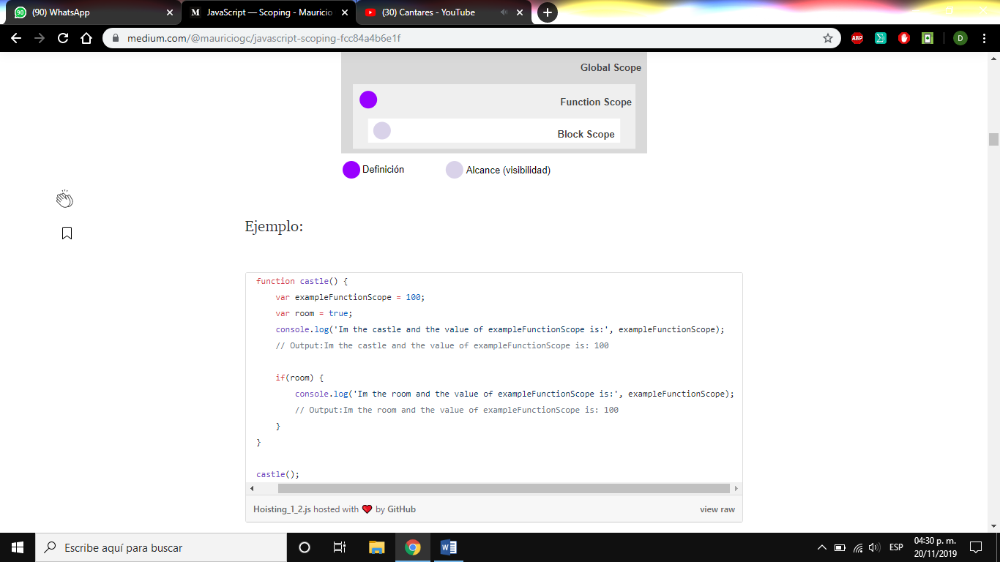 (90) WhatsApp
JavaScript — Scoping - Mauricio
(30) Cantares - YouTube
medium.com/@mauriciogc/javascript-scoping-fcc84a4b6e1f
ABP
D
Global Scope
Function Scope
Block Scope
Definición
Alcance (visibilidad)
Ejemplo:
function castle() {
var exampleFunctionScope = 100;
var room = true;
console.log('Im the castle and the value of exampleFunctionScope is:', exampleFunctionScope);
// Output:Im the castle and the value of exampleFunctionScope is: 100
if(room) {
console.log('Im the room and the value of exampleFunctionScope is:', exampleFunctionScope);
// Output:Im the room and the value of exampleFunctionScope is: 100
}
}
castle();
Hoisting_1_2.js hosted with ❤ by GitHub
view raw
Escribe aquí para buscar
ESP
04:30 p. m.
20/11/2019